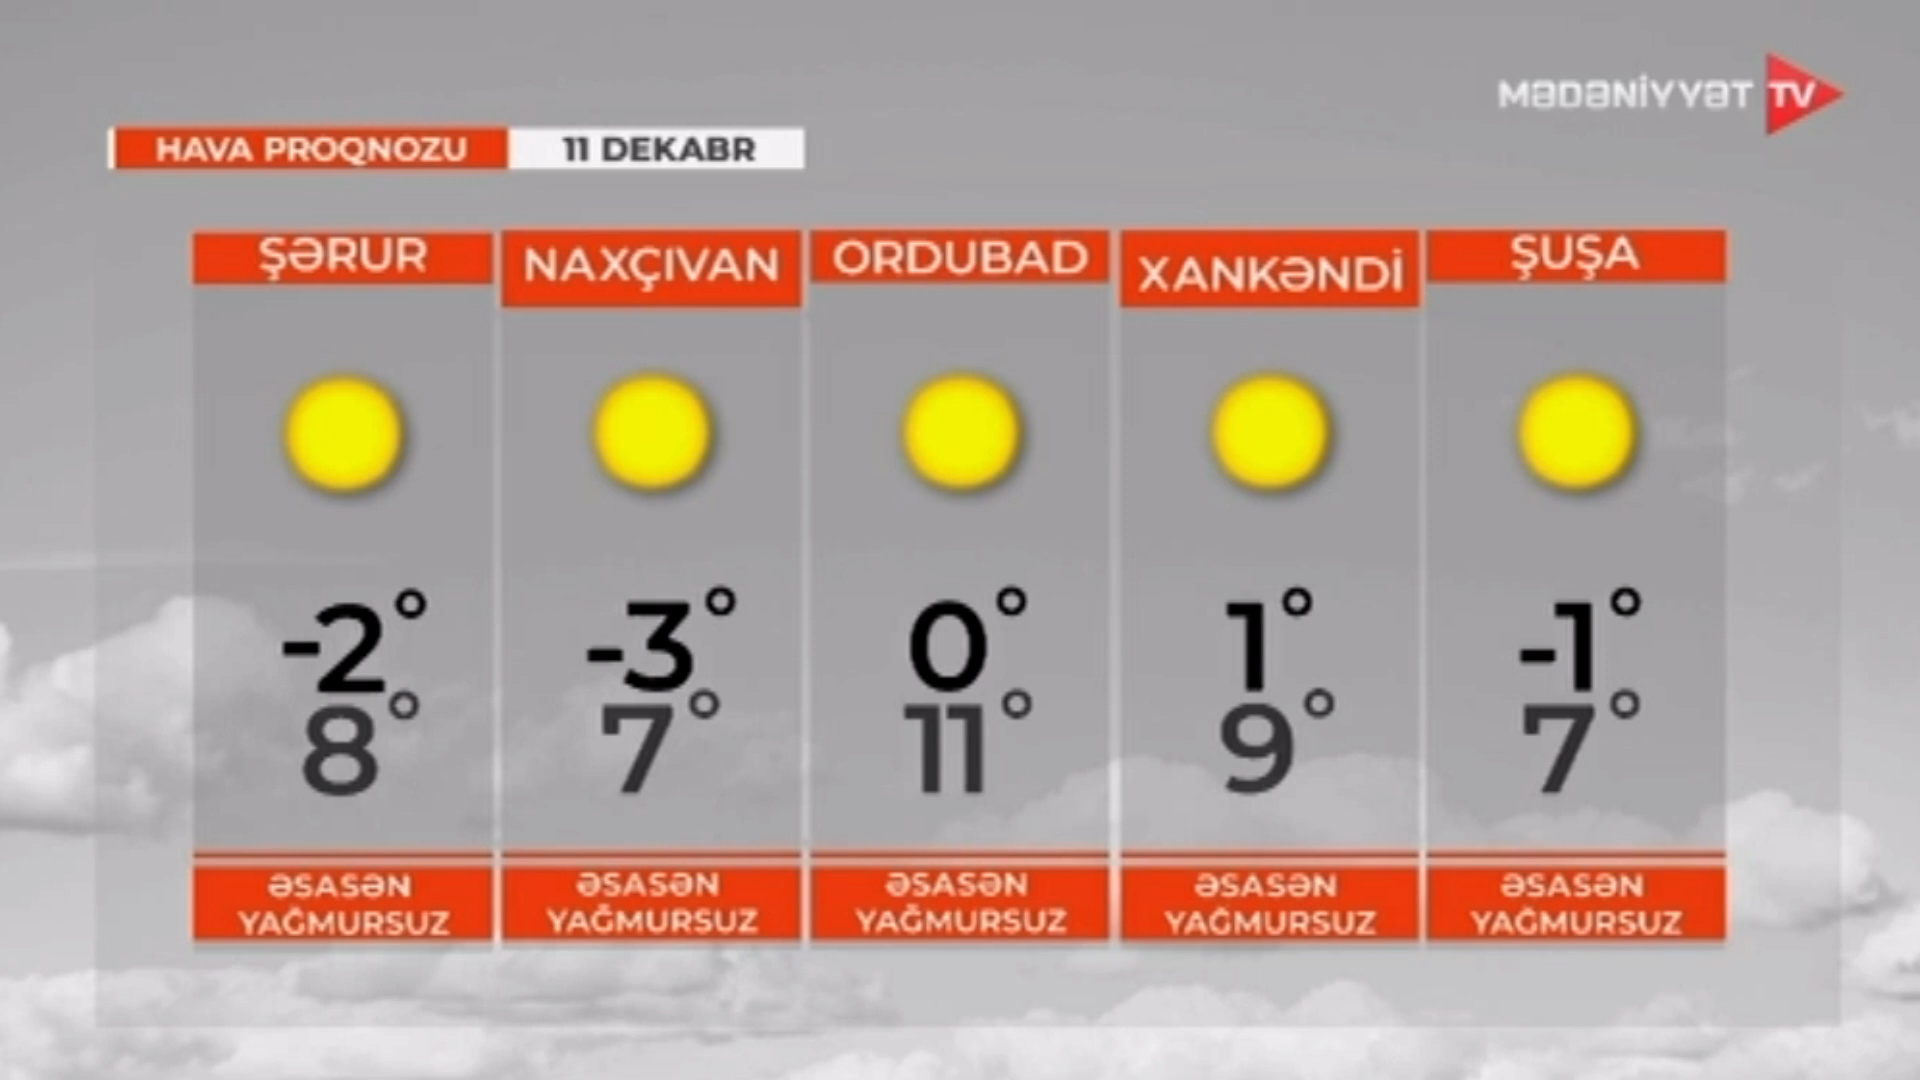 MƏDƏNİYYƏT TV
HAVA PROQNOZU 11 DEKABR
ŞƏRUR NAXÇIVAN ORDUBAD XANKƏNDİ ŞUŞA
-2° -3° 0° 1° -1°
8° 7° 11° 9° 7°
ƏSASƏN ƏSASƏN ƏSASƏN ƏSASƏN ƏSASƏN
YAĞMURSUZ YAĞMURSUZ YAĞMURSUZ YAĞMURSUZ YAĞMURSUZ